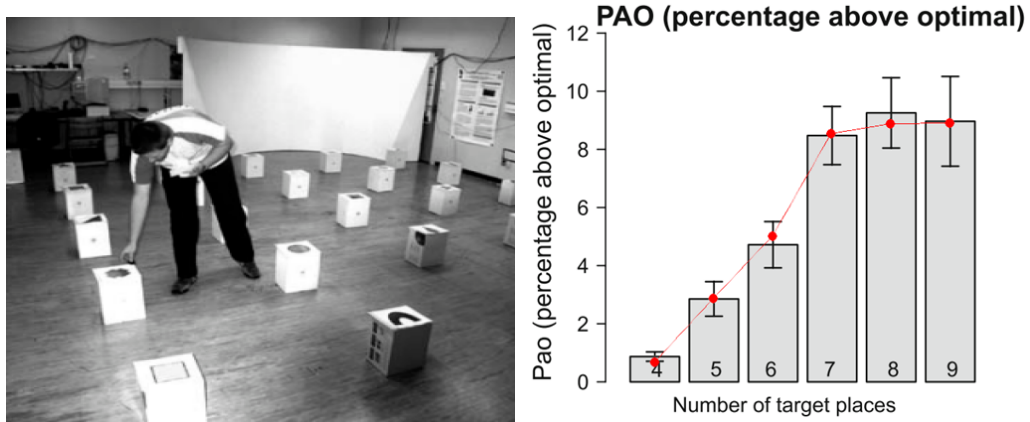 PAO (percentage above optimal)
Pao (percentage above optimal)
12
10
8
6
4
2
0
4 5 6 7 8 9
Number of target places